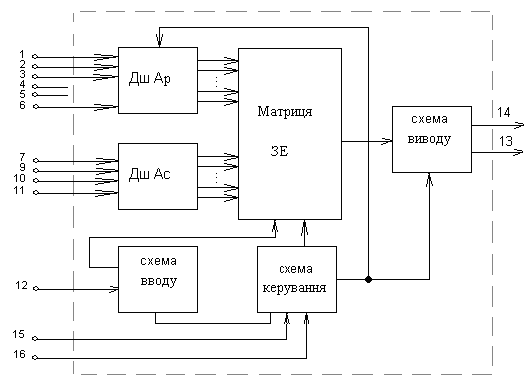 1
2
3
4
5
6
Дш Ар
Матриця
ЗЕ
схема
виводу
14
13
7
9
10
11
Дш Ас
12
схема
вводу
схема
керування
15
16